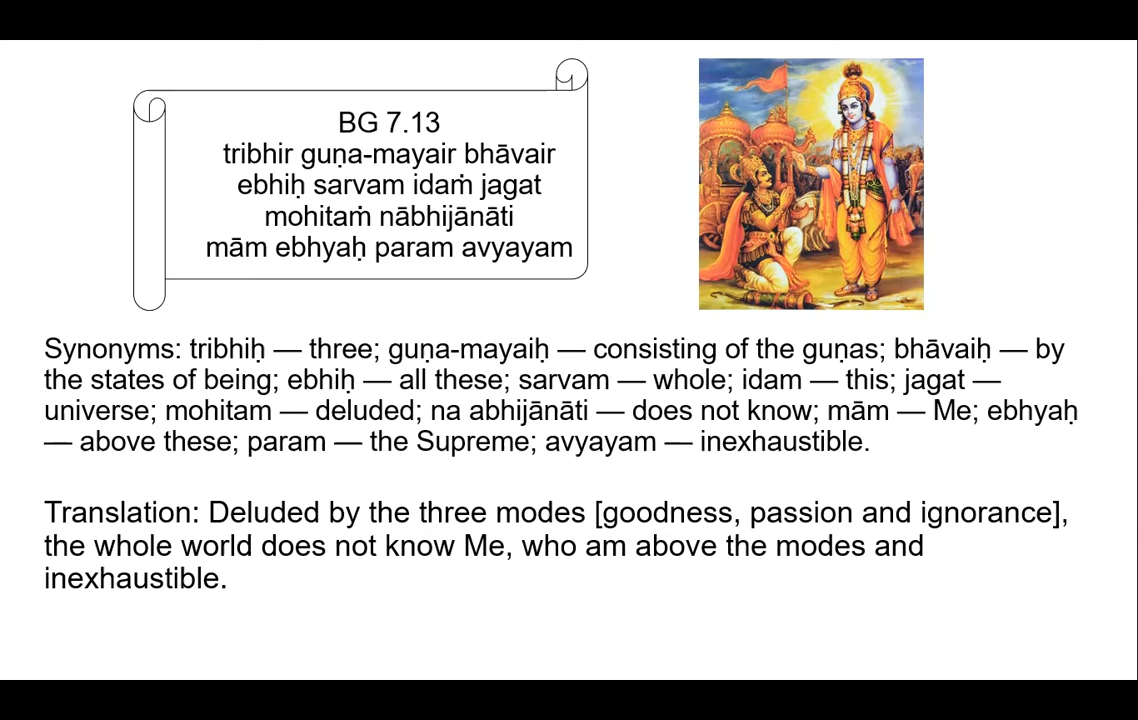 BG 7.13
tribhir guṇa-mayair bhāvair
ebhiḥ sarvam idaṁ jagat
mohitaṁ nābhijānāti
mām ebhyaḥ param avyayam
Synonyms: tribhiḥ — three; guṇa-mayaiḥ — consisting of the guṇas; bhāvaiḥ — by
the states of being; ebhiḥ — all these; sarvam — whole; idam — this; jagat —
universe; mohitam — deluded; na abhijānāti — does not know; mām — Me; ebhyaḥ
— above these; param — the Supreme; avyayam — inexhaustible.
Translation: Deluded by the three modes [goodness, passion and ignorance],
the whole world does not know Me, who am above the modes and
inexhaustible.